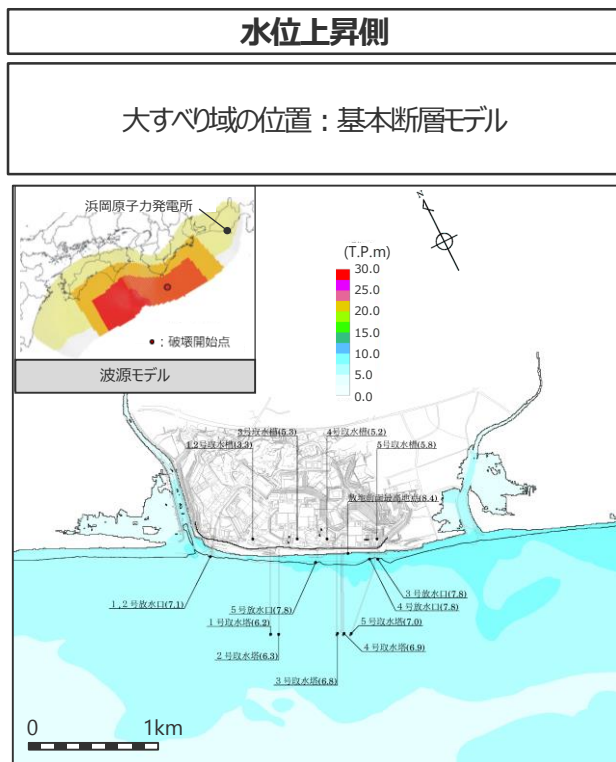 水位上昇側
大すべり域の位置：基本断層モデル
浜岡原子力発電所
●：破壊開始点
波源モデル
N
(T.P.m)
30.0
25.0
20.0
15.0
10.0
5.0
0.0
3号取水槽(5.3)
4号取水槽(5.2)
1,2号取水槽(3.3)
5号取水槽(5.8)
敷地前面最高地点(8.4)
1,2号放水口(7.1)
5号放水口(7.8)
3号放水口(7.8)
4号放水口(7.8)
1号取水塔(6.2)
5号取水塔(7.0)
2号取水塔(6.3)
4号取水塔(6.9)
3号取水塔(6.8)
0 1km